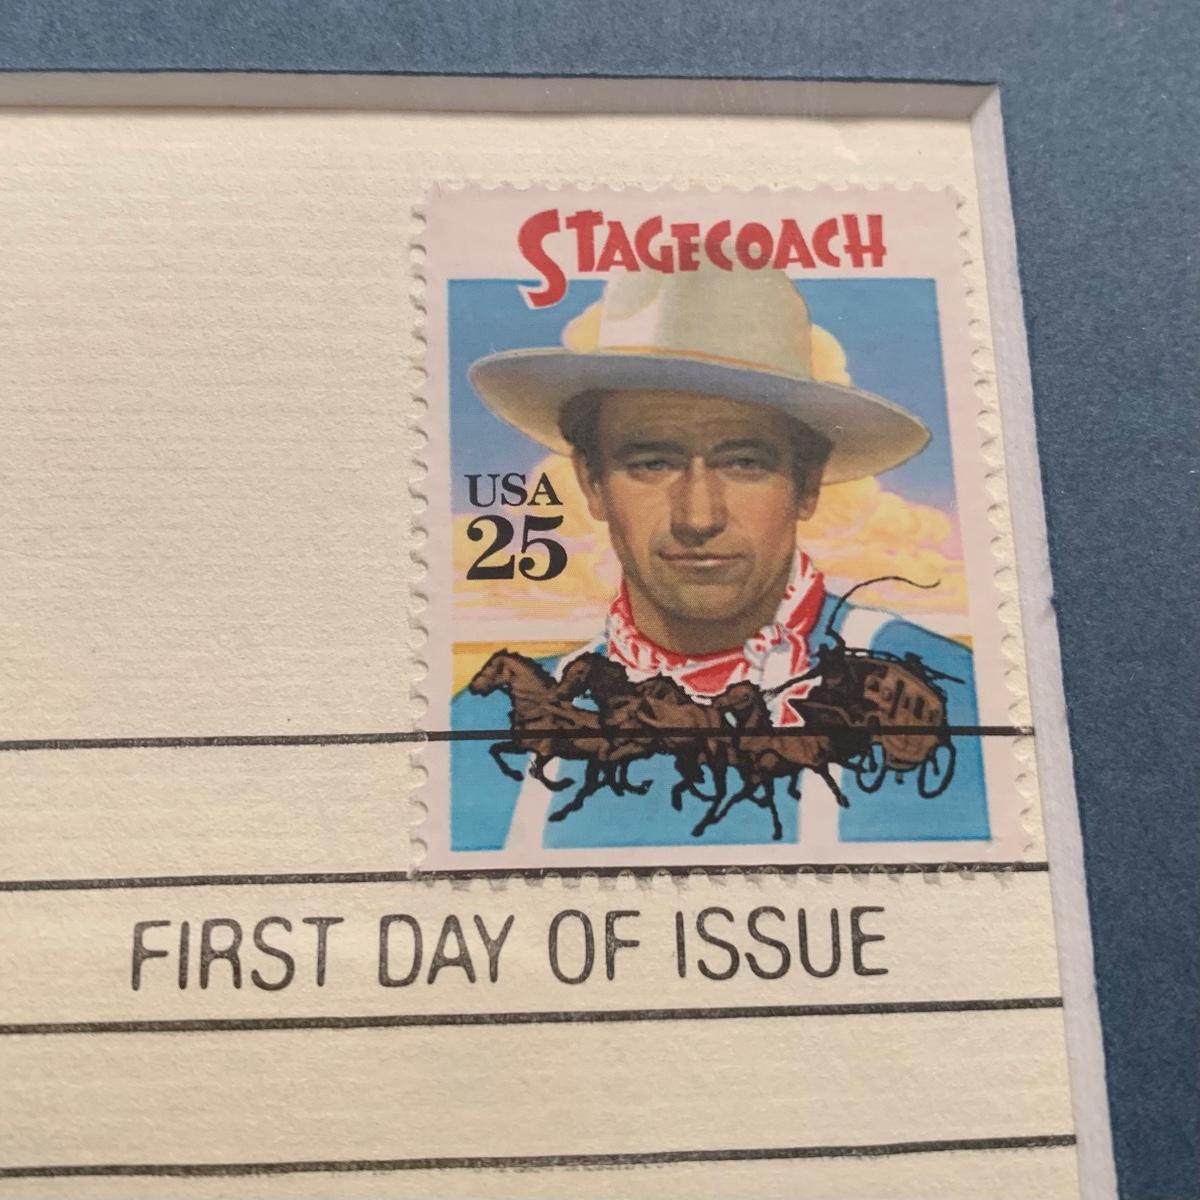 STAGECOACH
USA
25
FIRST DAY OF ISSUE